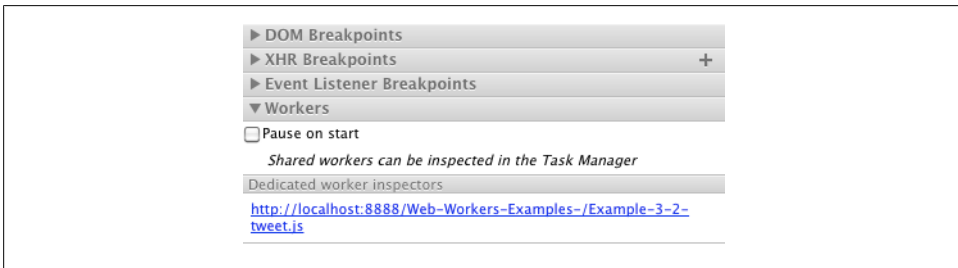 DOM Breakpoints
XHR Breakpoints +
Event Listener Breakpoints
Workers
Pause on start
Shared workers can be inspected in the Task Manager
Dedicated worker inspectors
http://localhost:8888/Web-Workers-Examples-/Example-3-2-
tweet.js